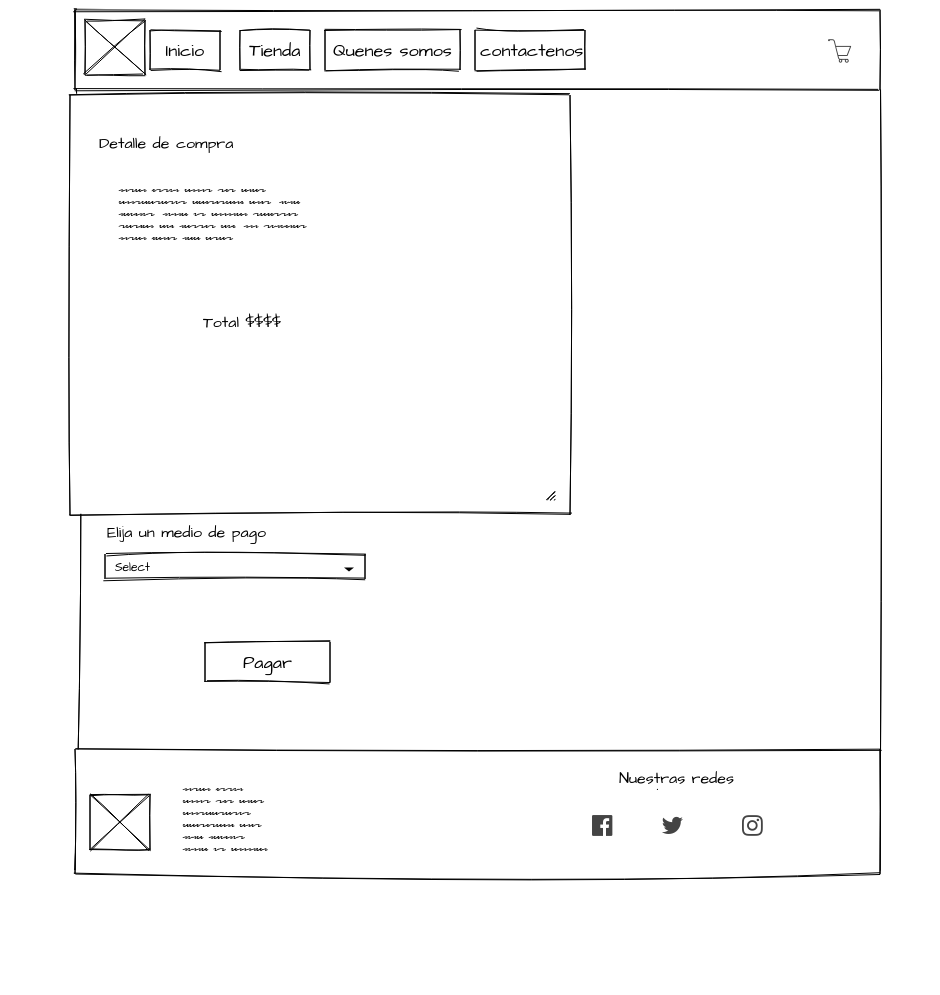 Inicio
Tienda
Quenes somos
contactenos
Detalle de compra
Total $$$$
Elija un medio de pago
Select
Pagar
Nuestras redes